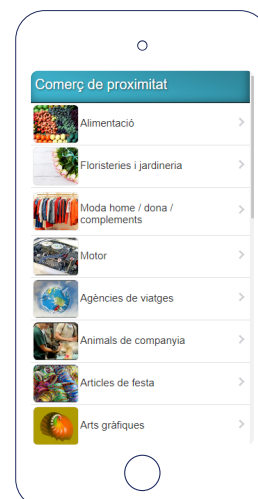 Comerç de proximitat
Alimentació
Floristeries i jardineria
Moda home / dona /
complements
Motor
Agències de viatges
Animals de companyia
Articles de festa
Arts gràfiques